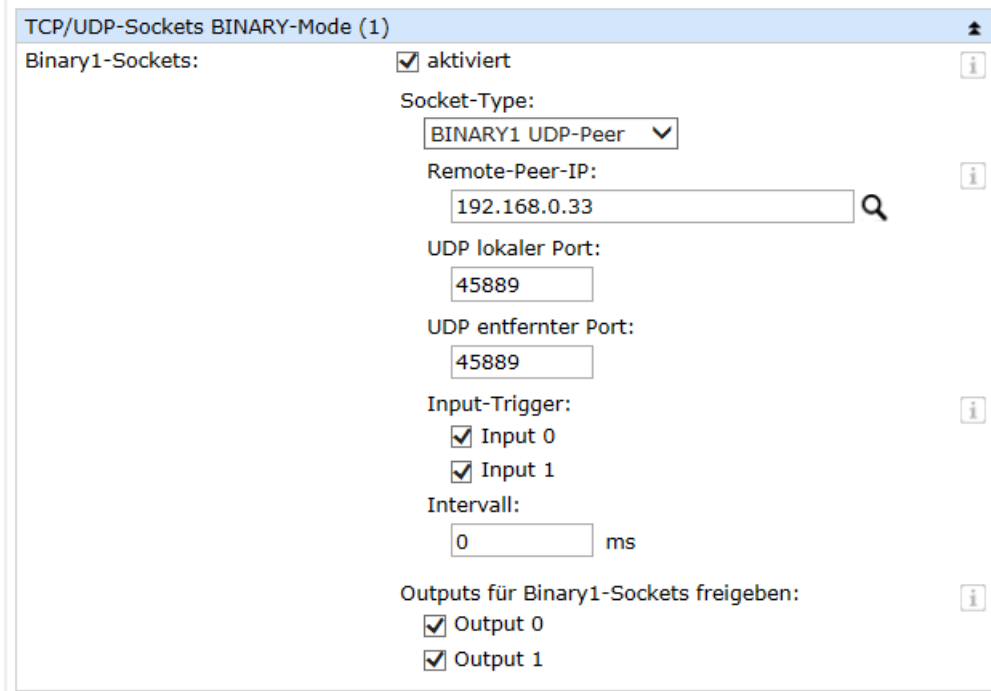 TCP/UDP-Sockets BINARY-Mode (1)
Binary1-Sockets: aktiviert
Socket-Type:
BINARY1 UDP-Peer
Remote-Peer-IP:
192.168.0.33
UDP lokaler Port:
45889
UDP entfernter Port:
45889
Input-Trigger:
Input 0
Input 1
Intervall:
0 ms
Outputs für Binary1-Sockets freigeben:
Output 0
Output 1